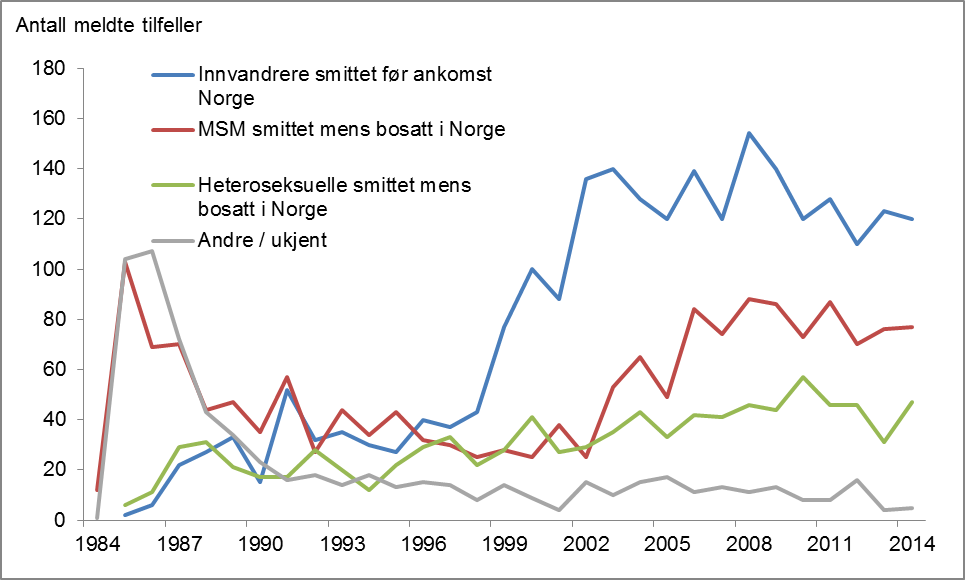 Antall meldte tilfeller
180
160
140
120
100
80
60
40
20
0
Innvandrere smittet før ankomst
Norge
MSM smittet mens bosatt i Norge
Heteroseksuelle smittet mens
bosatt i Norge
Andre / ukjent
1984 1987 1990 1993 1996 1999 2002 2005 2008 2011 2014